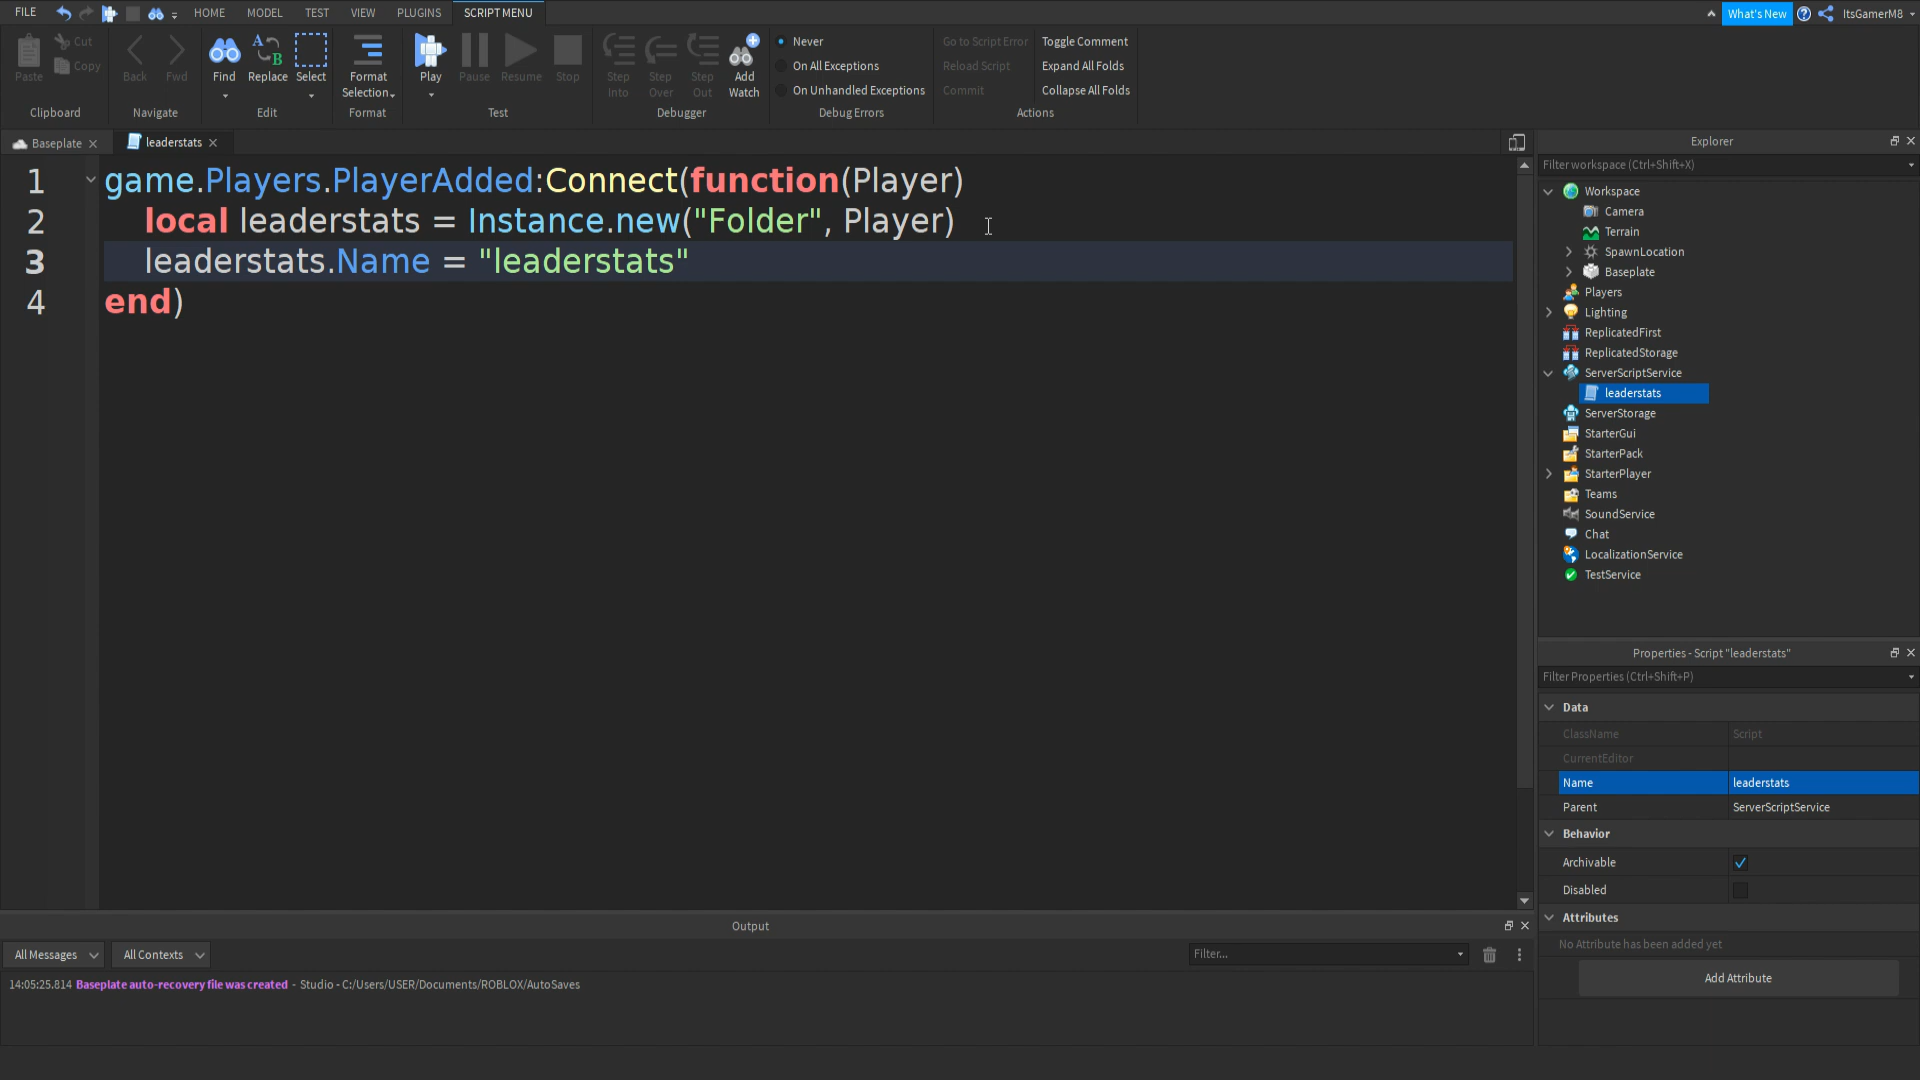 FILE HOME MODEL TEST VIEW PLUGINS SCRIPT MENU What's New ItsGamerM8
Paste Cut Copy Clipboard
Back Fwd Navigate
Find Replace Select Edit
Format Selection Format
Play Pause Resume Stop Test
Step Into Step Over Step Out Add Watch Debugger
Never
On All Exceptions
On Unhandled Exceptions
Debug Errors
Go to Script Error Toggle Comment
Reload Script Expand All Folds
Commit Collapse All Folds
Actions
Baseplate leaderstats
1 game.Players.PlayerAdded:Connect(function(Player)
2 local leaderstats = Instance.new("Folder", Player)
3 leaderstats.Name = "leaderstats"
4 end)
Explorer
Filter workspace (Ctrl+Shift+X)
Workspace
Camera
Terrain
SpawnLocation
Baseplate
Players
Lighting
ReplicatedFirst
ReplicatedStorage
ServerScriptService
leaderstats
ServerStorage
StarterGui
StarterPack
StarterPlayer
Teams
SoundService
Chat
LocalizationService
TestService
Properties - Script "leaderstats"
Filter Properties (Ctrl+Shift+P)
Data
ClassName Script
CurrentEditor
Name leaderstats
Parent ServerScriptService
Behavior
Archivable
Disabled
Attributes
No Attribute has been added yet
Add Attribute
Output
All Messages All Contexts Filter...
14:05:25.814 Baseplate auto-recovery file was created - Studio - C:/Users/USER/Documents/ROBLOX/AutoSaves